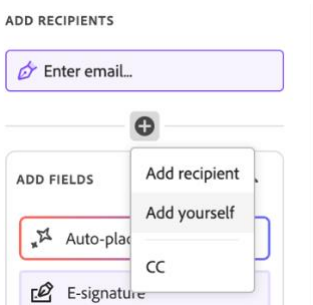 ADD RECIPIENTS
Enter email...
ADD FIELDS
Add recipient
Add yourself
Auto-plac
CC
E-signature